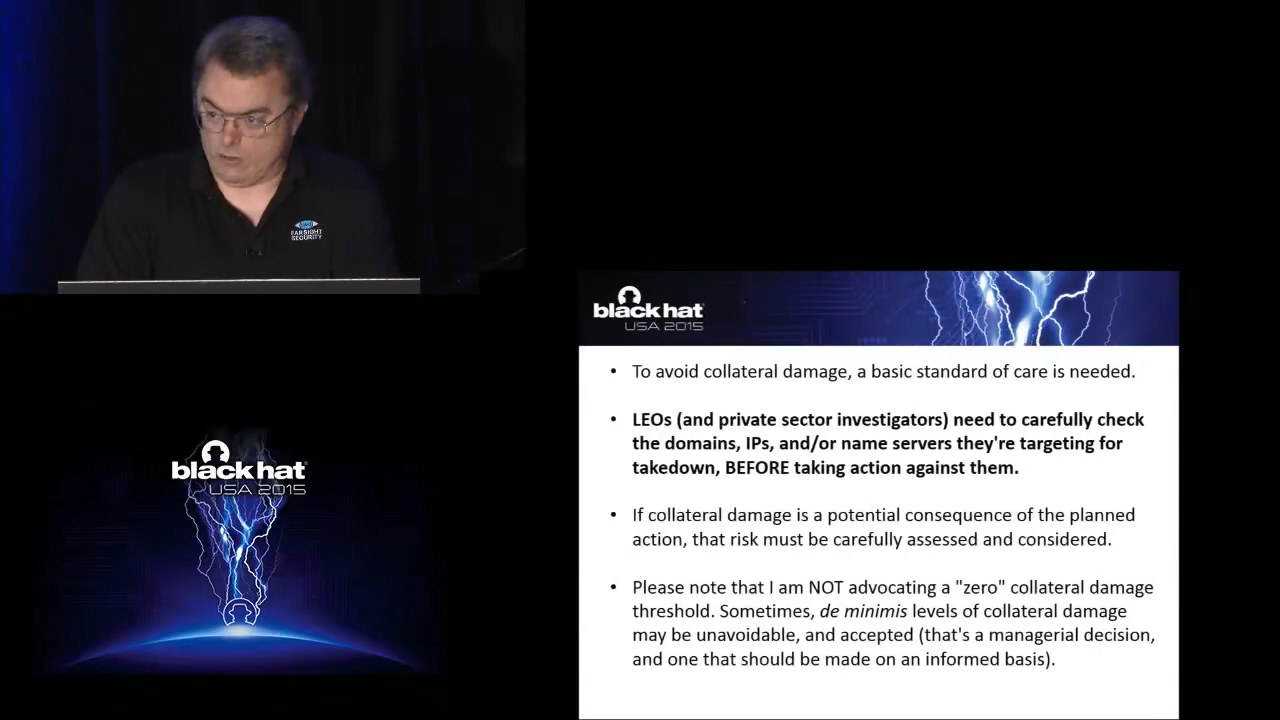 FARSIGHT
SECURITY
black hat
USA 2015
black hat
USA 2015
• To avoid collateral damage, a basic standard of care is needed.
• LEOs (and private sector investigators) need to carefully check
the domains, IPs, and/or name servers they're targeting for
takedown, BEFORE taking action against them.
• If collateral damage is a potential consequence of the planned
action, that risk must be carefully assessed and considered.
• Please note that I am NOT advocating a "zero" collateral damage
threshold. Sometimes, de minimis levels of collateral damage
may be unavoidable, and accepted (that's a managerial decision,
and one that should be made on an informed basis).